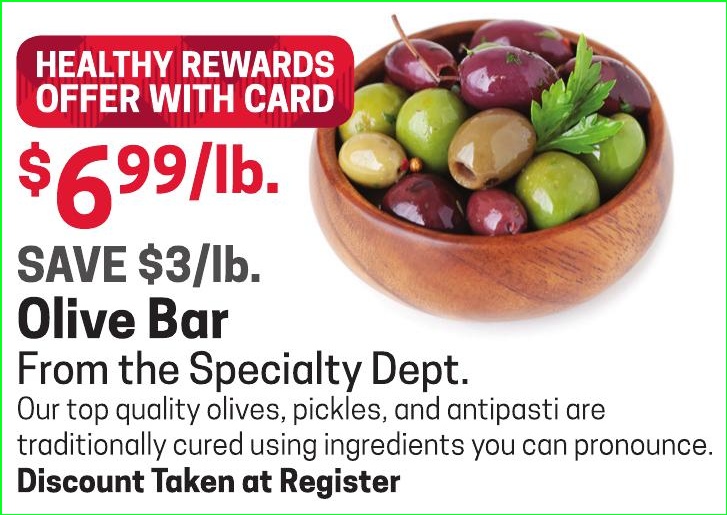 HEALTHY REWARDS
OFFER WITH CARD
$6.99/lb.
SAVE $3/lb.
Olive Bar
From the Specialty Dept.
Our top quality olives, pickles, and antipasti are
traditionally cured using ingredients you can pronounce.
Discount Taken at Register